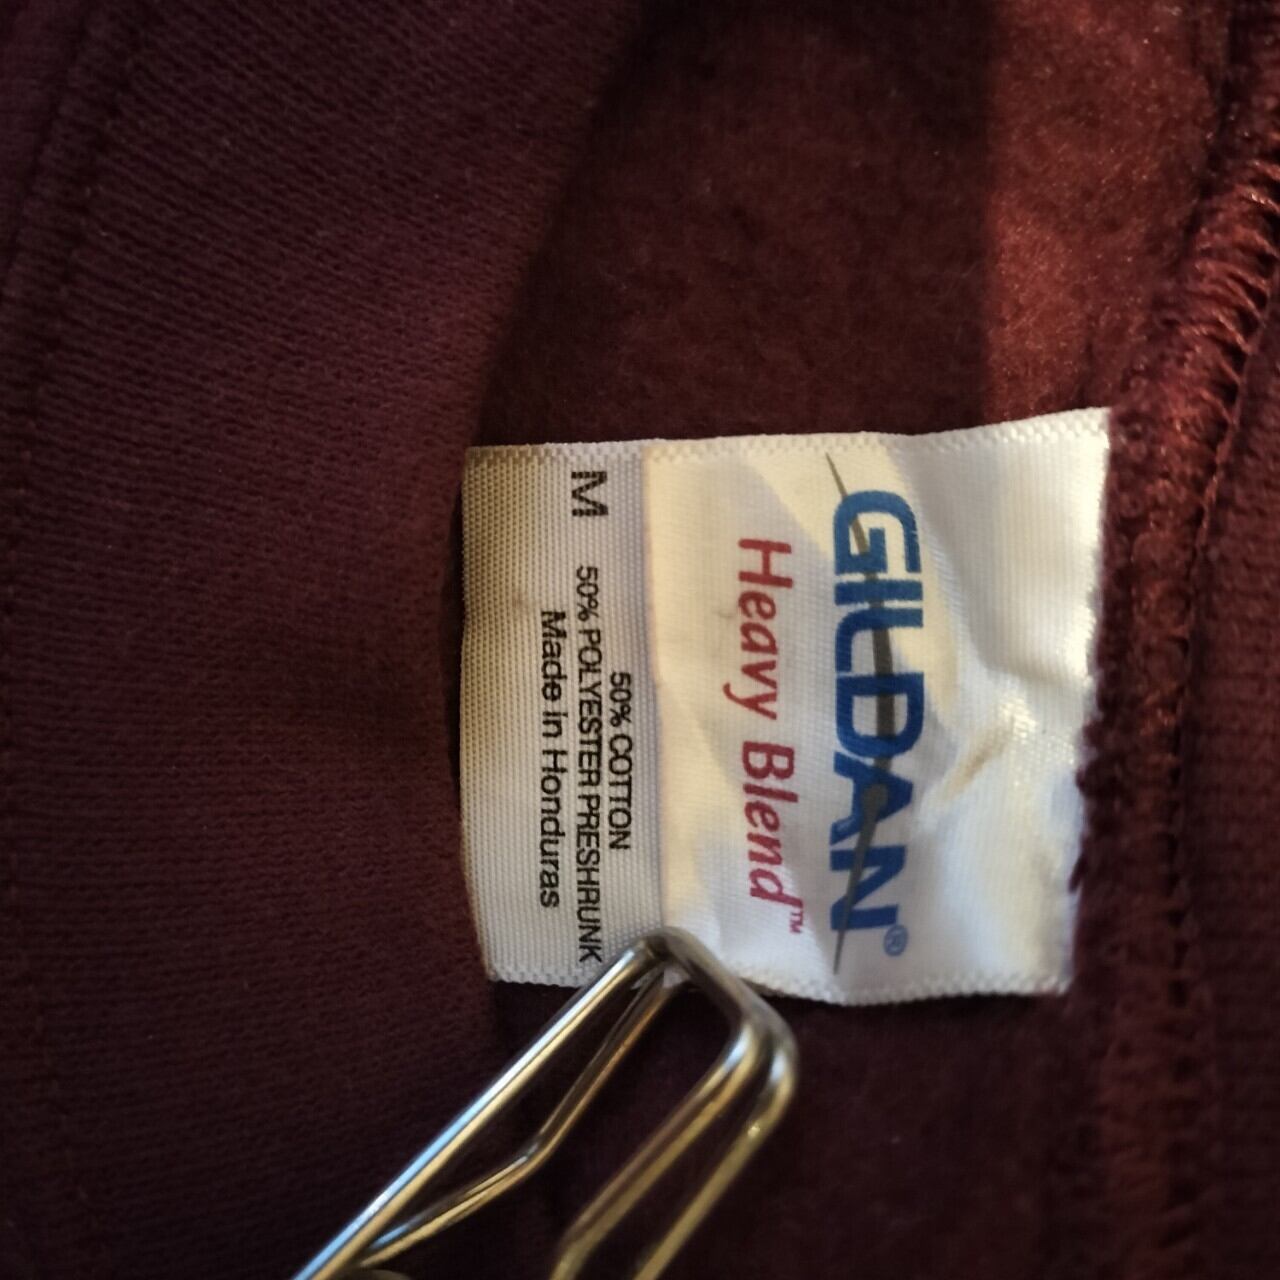 GILDAN®
Heavy Blend™
50% COTTON
M 50% POLYESTER PRESHRUNK
Made in Honduras